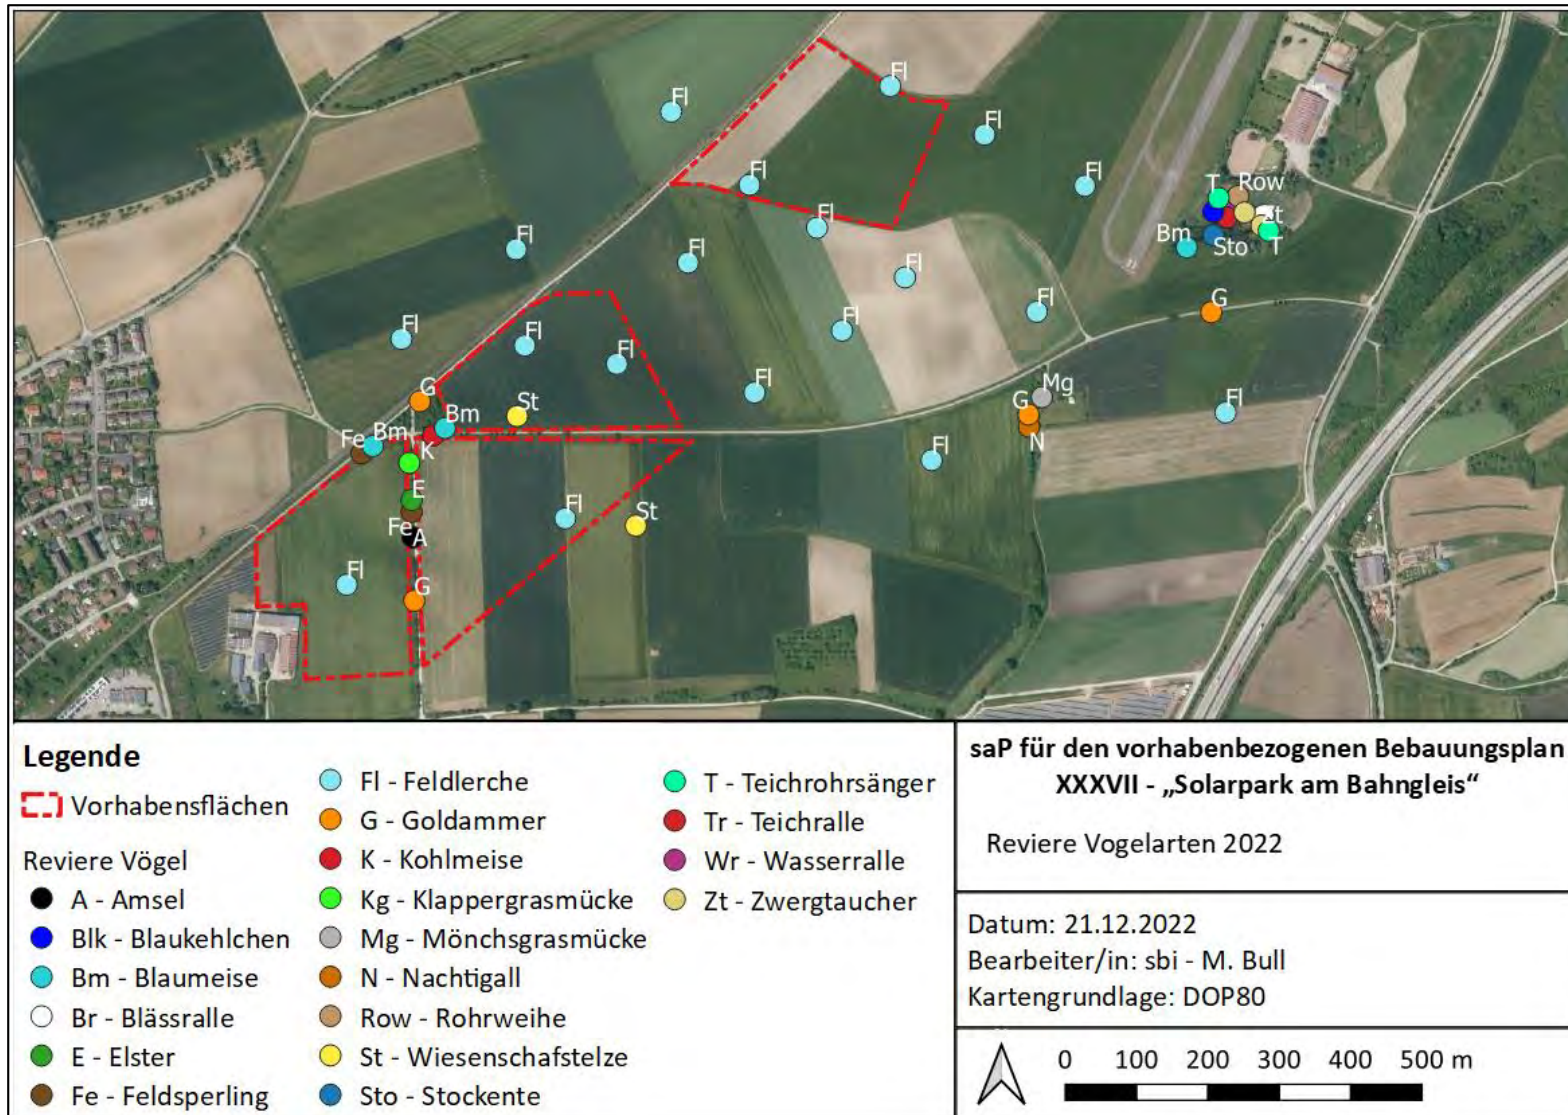 Fl
Fl
Fl
Fl
Fl
Fl
T
Row
Zt
Bm
Sto
T
Fl
Fl
Fl
Fl
Fl
G
Fl
Fl
Fl
Fl
Mg
G
St
Bm
G
Fl
Fe
Bm
K
N
Fl
E
Fl
St
Fe
A
Fl
G
Legende
Vorhabensflächen
Reviere Vögel
A - Amsel
Blk - Blaukehlchen
Bm - Blaumeise
Br - Blässralle
E - Elster
Fe - Feldsperling
Fl - Feldlerche
G - Goldammer
K - Kohlmeise
Kg - Klappergrasmücke
Mg - Mönchsgrasmücke
N - Nachtigall
Row - Rohrweihe
St - Wiesenschafstelze
Sto - Stockente
T - Teichrohrsänger
Tr - Teichralle
Wr - Wasserralle
Zt - Zwergtaucher
saP für den vorhabenbezogenen Bebauungsplan
XXXVII - „Solarpark am Bahngleis“
Reviere Vogelarten 2022
Datum: 21.12.2022
Bearbeiter/in: sbi - M. Bull
Kartengrundlage: DOP80
0 100 200 300 400 500 m